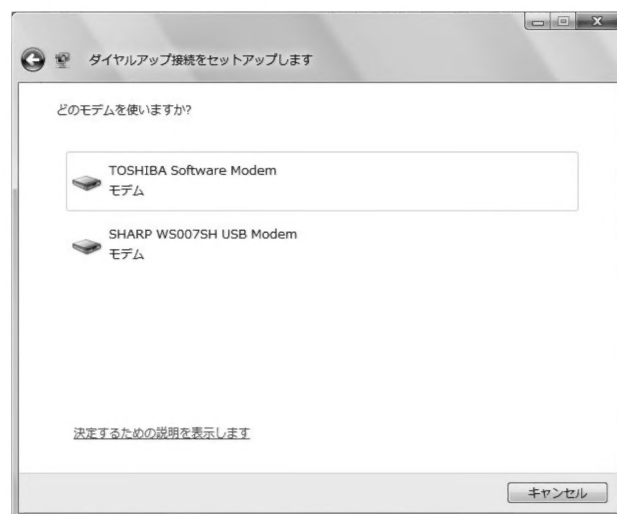 ダイヤルアップ接続をセットアップします
どのモデムを使いますか?
TOSHIBA Software Modem
モデム
SHARP WS007SH USB Modem
モデム
決定するための説明を表示します
キャンセル